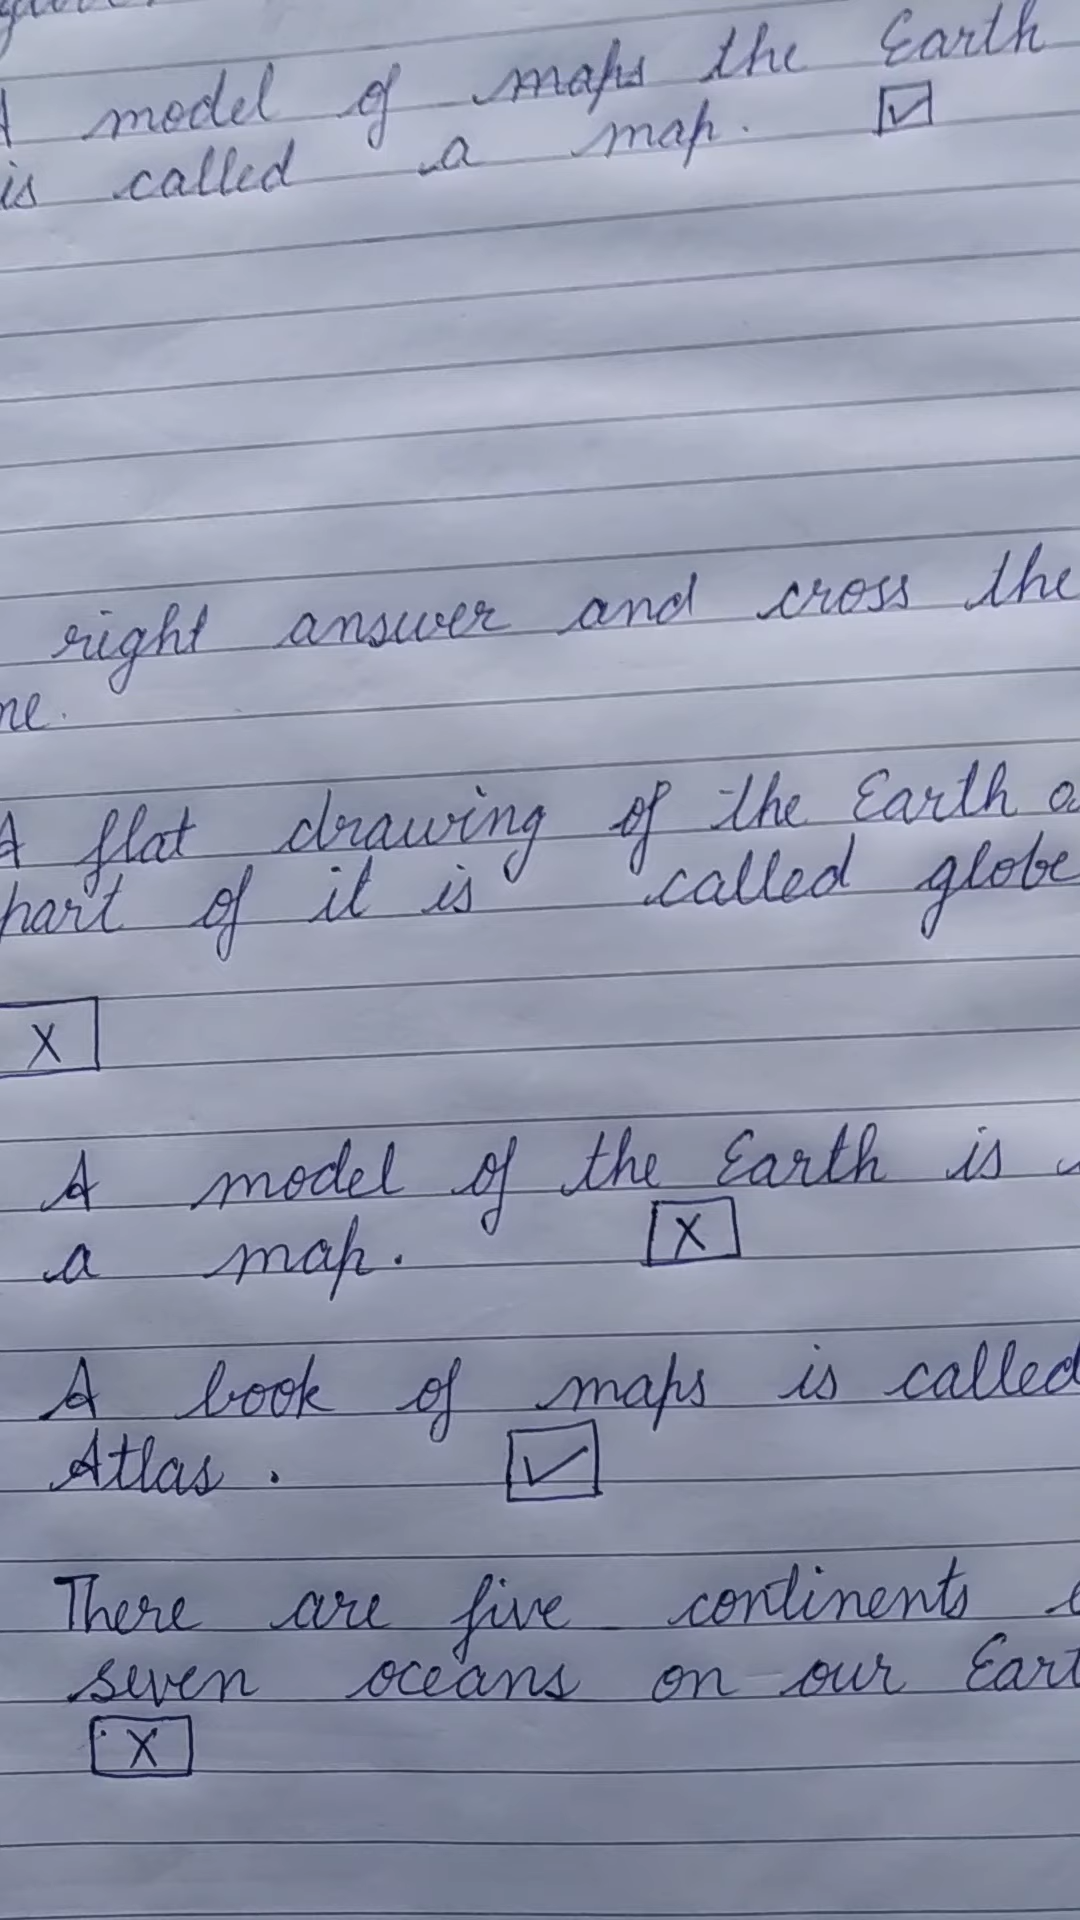 A model of maps the Earth
is called a map. ✓
right answer and cross the
ne.
A flat drawing of the Earth
part of it is called globe
X
A model of the Earth is
a map. X
A book of maps is called
Atlas. ✓
There are five continents
seven oceans on our Eart
X